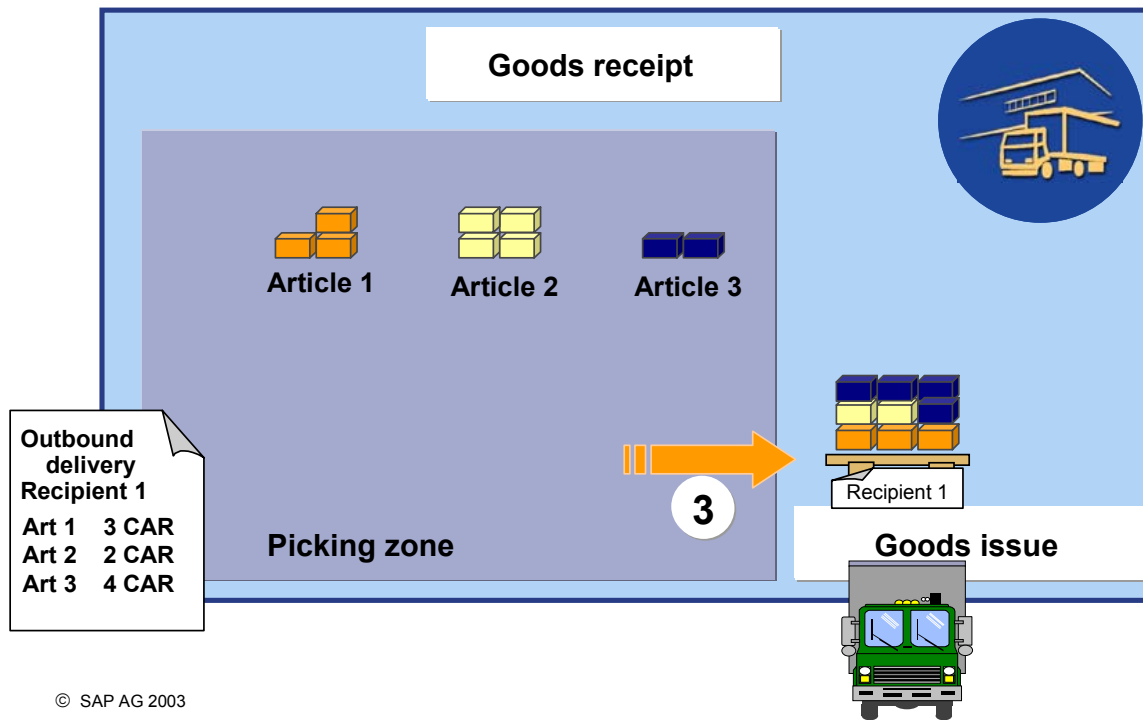 Goods receipt
Article 1
Article 2
Article 3
Outbound
delivery
Recipient 1
Art 1 3 CAR
Art 2 2 CAR
Art 3 4 CAR
3
Recipient 1
Picking zone
Goods issue
© SAP AG 2003